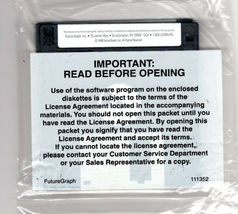 IMPORTANT:
READ BEFORE OPENING
Use of the software program on the enclosed
diskettes is subject to the terms of the
License Agreement located in the accompanying
materials. You should not open this packet until you
have read the License Agreement. By opening this
packet you signify that you have read the
License Agreement and accept its terms.
If you cannot locate the license agreement,
please contact your Customer Service Department
or your Sales Representative for a copy.
FutureGraph
111352